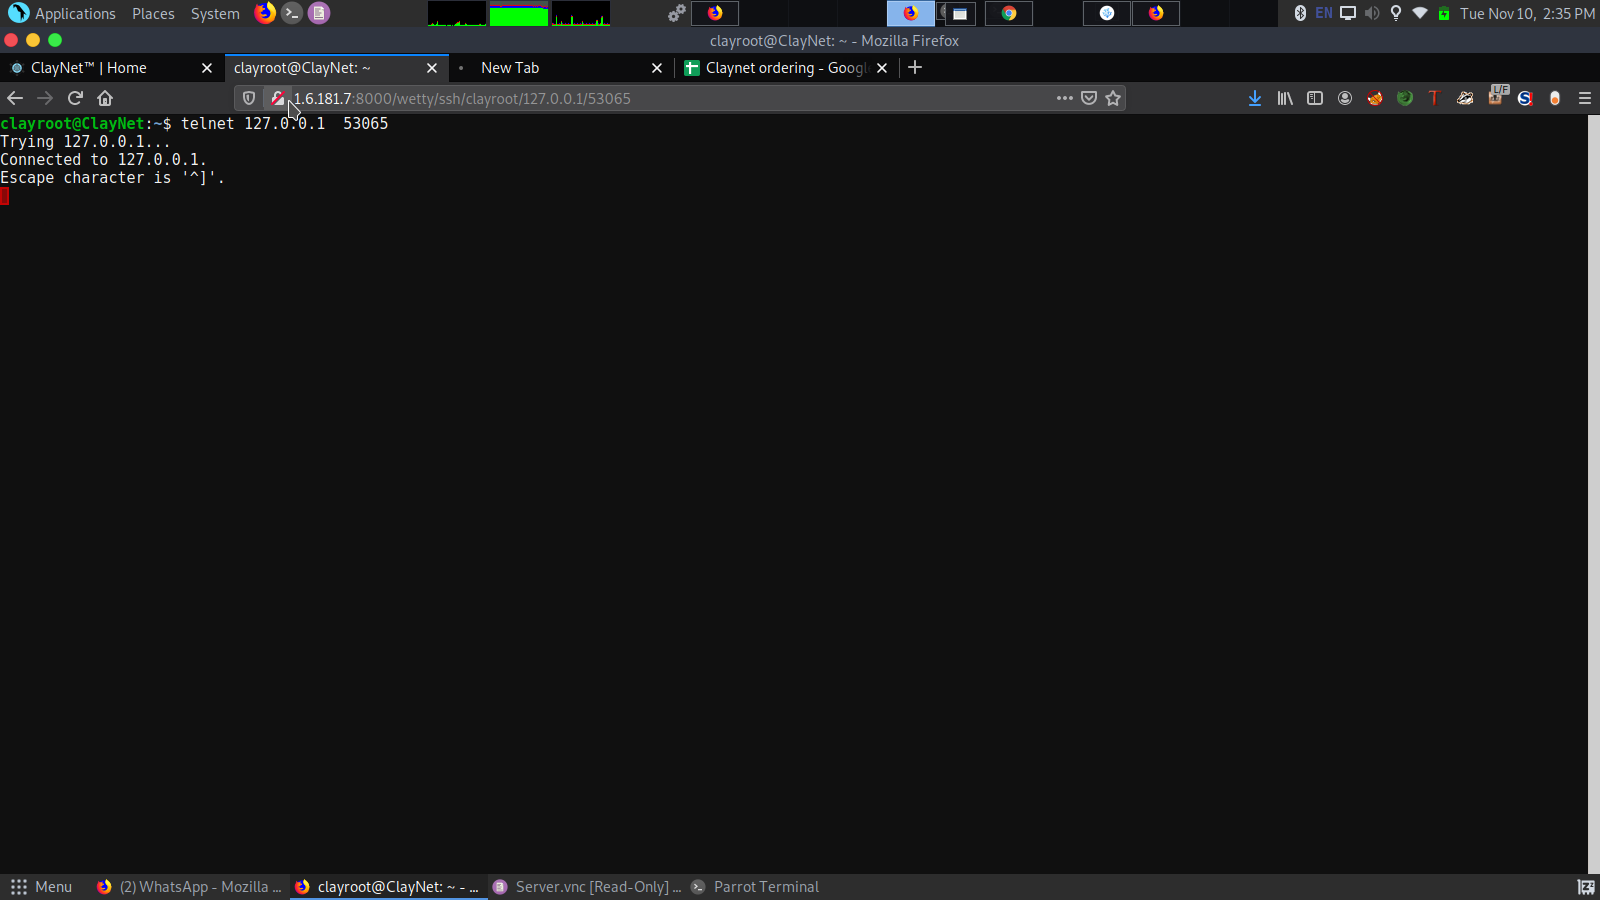 Applications Places System
EN Tue Nov 10, 2:35 PM
clayroot@ClayNet: ~ - Mozilla Firefox
ClayNet™ | Home clayroot@ClayNet: ~ New Tab Claynet ordering - Googl
1.6.181.7:8000/wetty/ssh/clayroot/127.0.0.1/53065 L/F
clayroot@ClayNet:~$ telnet 127.0.0.1  53065
Trying 127.0.0.1...
Connected to 127.0.0.1.
Escape character is '^]'.
Menu (2) WhatsApp - Mozilla ... clayroot@ClayNet: ~ - ... Server.vnc [Read-Only] ... Parrot Terminal